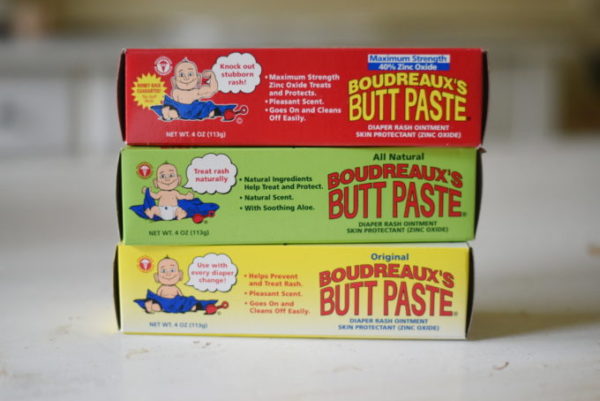 Knock out
stubborn
rash!
• Maximum Strength
Zinc Oxide Treats
and Protects.
• Pleasant Scent.
• Goes On and Cleans
Off Easily.
NET WT. 4 OZ (113g)
Maximum Strength
40% Zinc Oxide
BOUDREAUX'S
BUTT PASTE®
DIAPER RASH OINTMENT
SKIN PROTECTANT (ZINC OXIDE)
Treat rash
naturally
• Natural Ingredients
Help Treat and Protect.
• Natural Scent.
• With Soothing Aloe.
NET WT. 4 OZ (113g)
All Natural
BOUDREAUX'S
BUTT PASTE®
DIAPER RASH OINTMENT
SKIN PROTECTANT (ZINC OXIDE)
Use with
every diaper
change!
• Helps Prevent
and Treat Rash.
• Pleasant Scent.
• Goes On and
Cleans Off Easily.
NET WT. 4 OZ (113g)
Original
BOUDREAUX'S
BUTT PASTE®
DIAPER RASH OINTMENT
SKIN PROTECTANT (ZINC OXIDE)